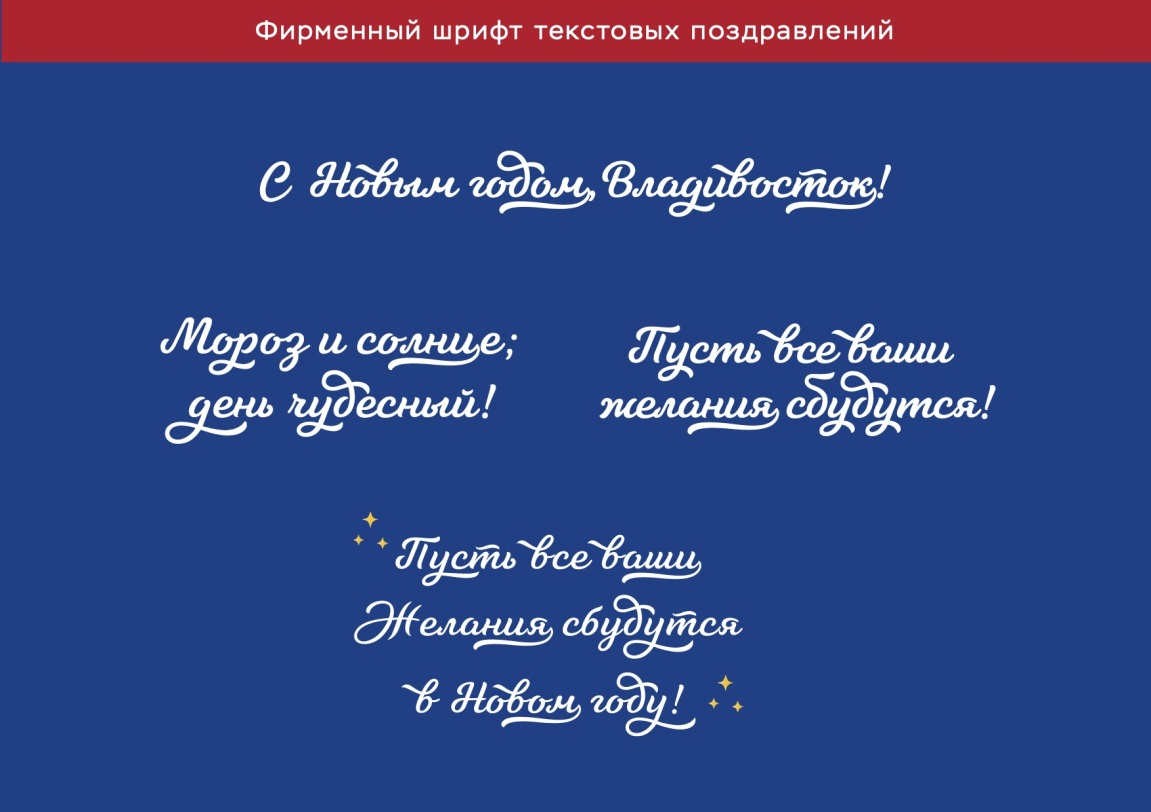 Фирменный шрифт текстовых поздравлений
С Новым годом, Владивосток!
Мороз и солнце;
день чудесный!
Пусть все ваши
желания сбудутся!
Пусть все ваши
Желания сбудутся
в Новом году!